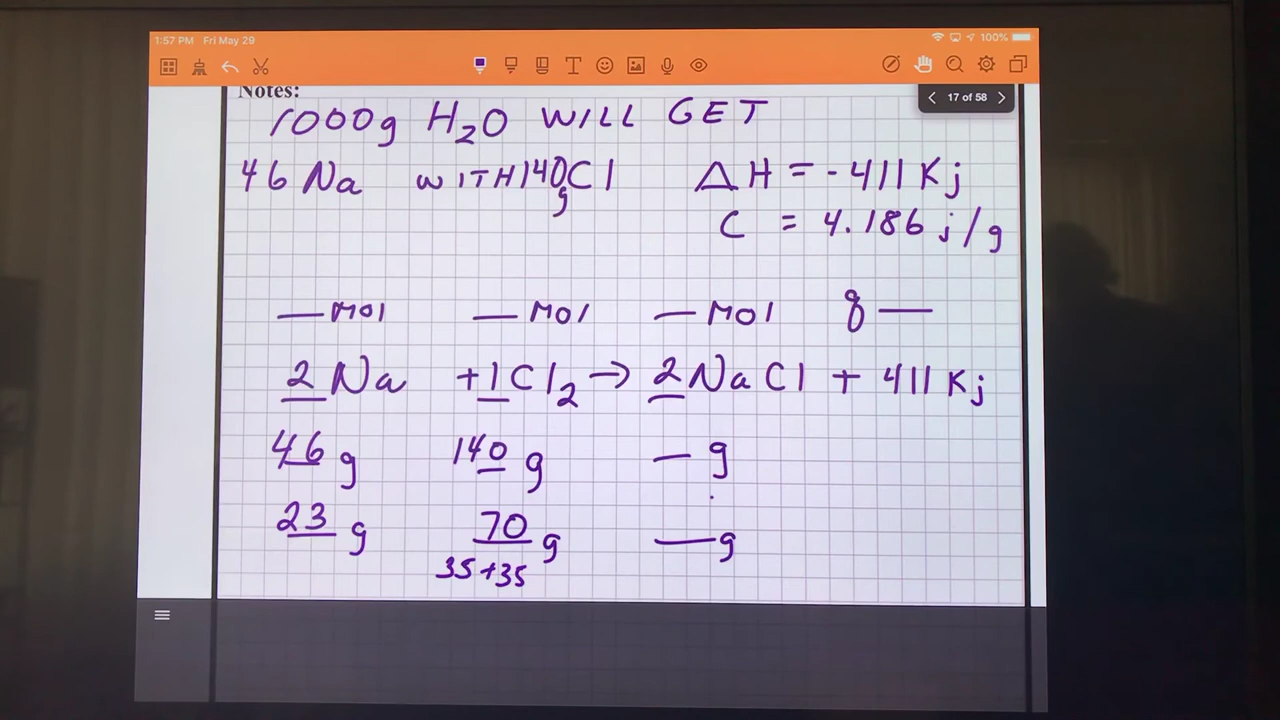 1:57 PM Fri May 29 100%
17 of 58
Notes:
1000g H2O WILL GET
46 Na WITH 140g Cl ΔH = -411 Kj
C = 4.186 j/g
— Mol — Mol — Mol q —
2 Na + 1 Cl2 → 2 NaCl + 411 Kj
46 g 140 g — g
23 g 70 g — g
35+35